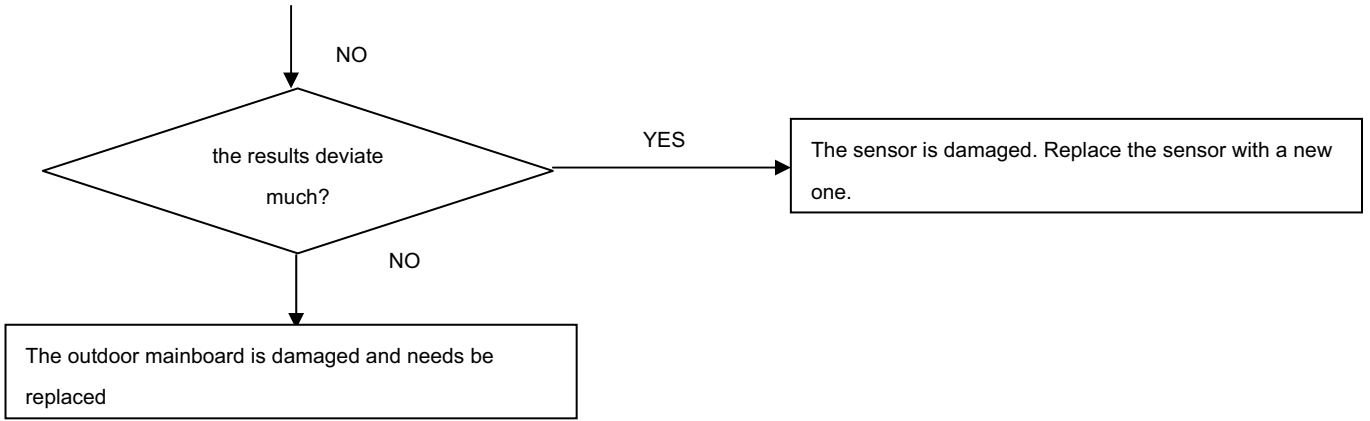 NO
the results deviate
much?
YES
The sensor is damaged. Replace the sensor with a new
one.
NO
The outdoor mainboard is damaged and needs be
replaced